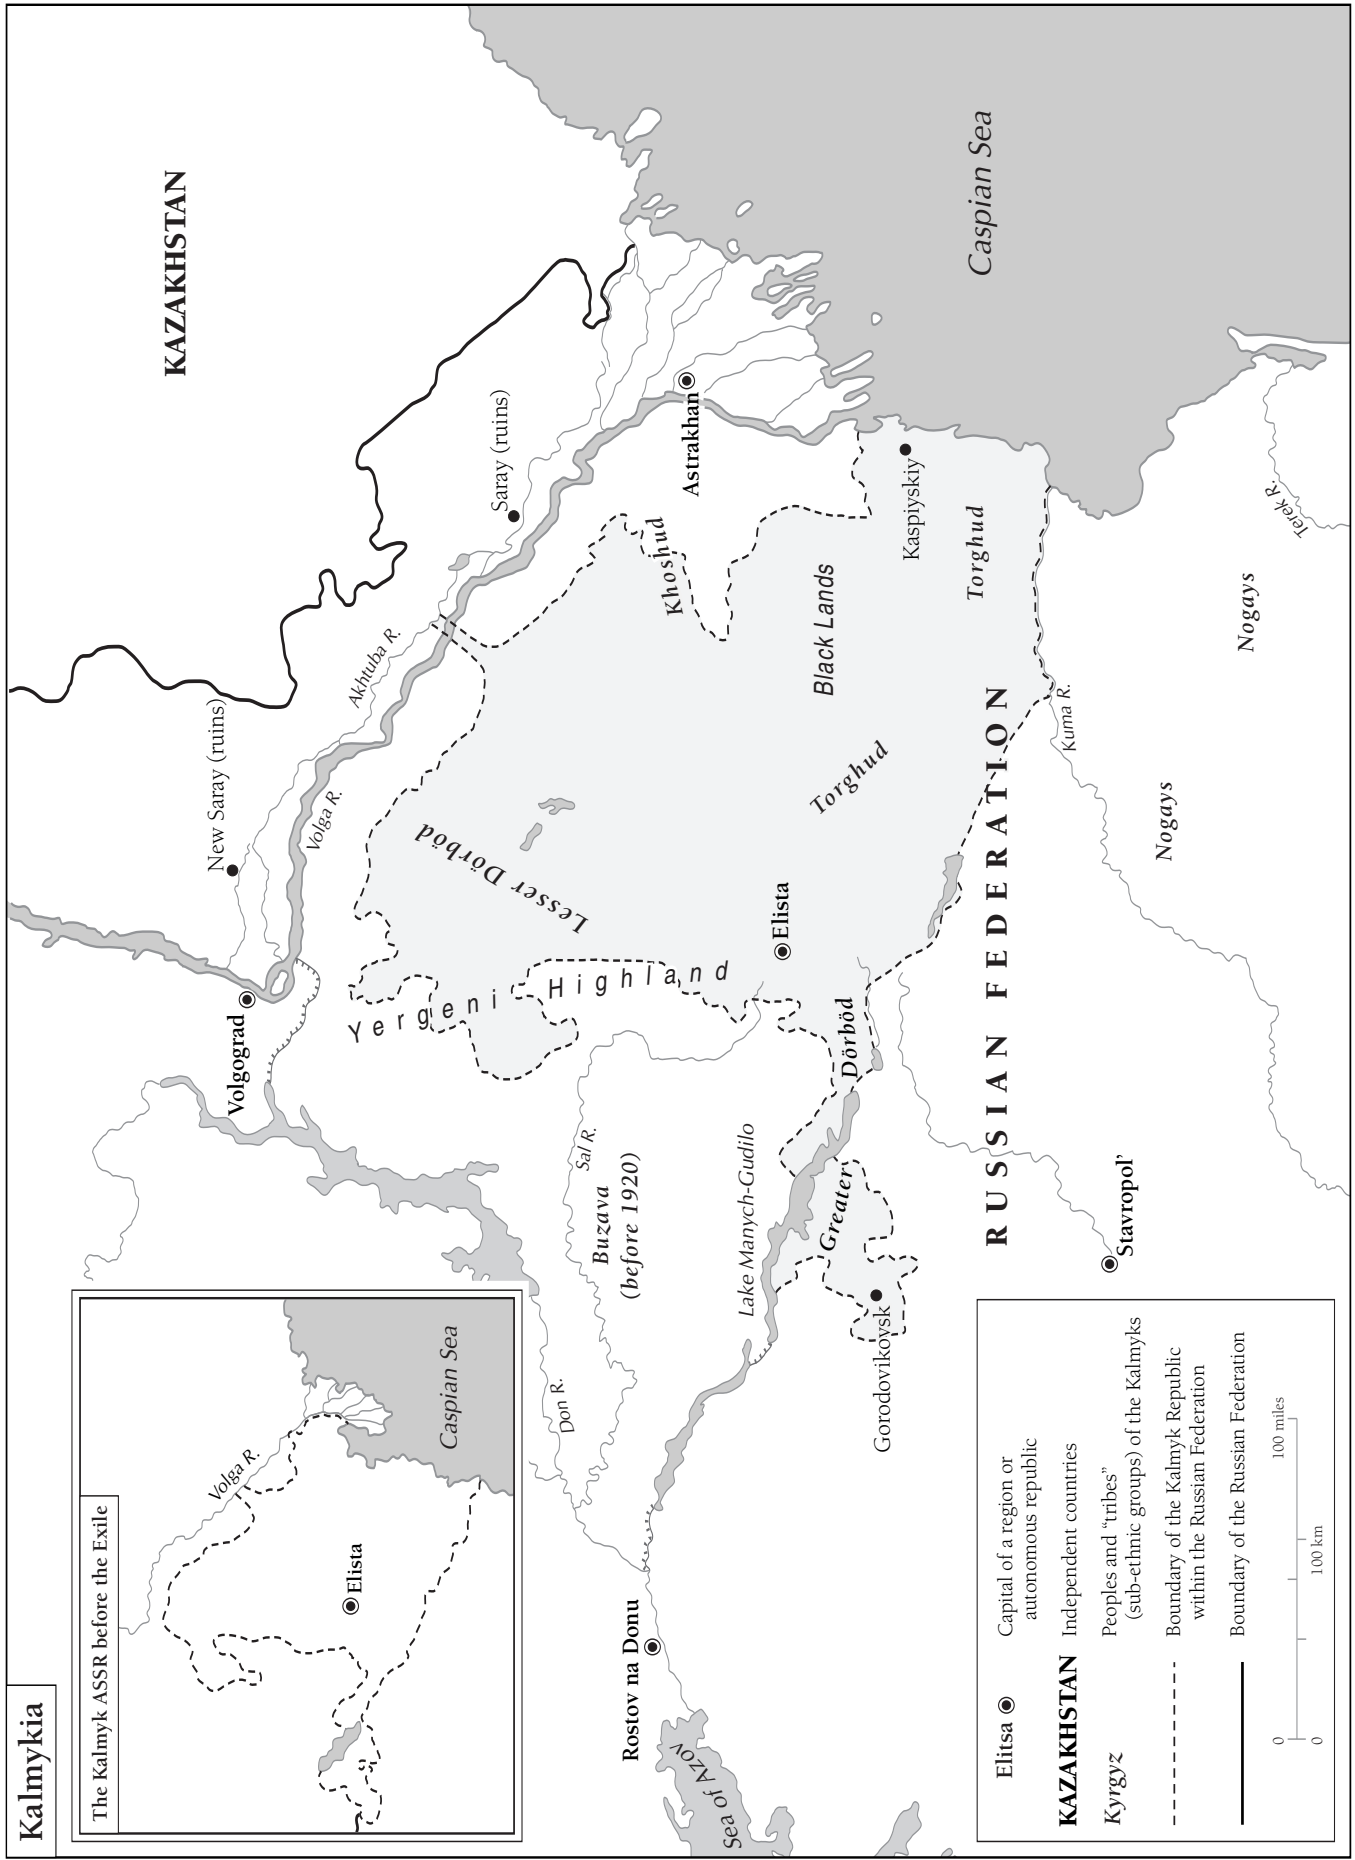 Kalmykia
The Kalmyk ASSR before the Exile
Volga R.
Elista
Caspian Sea
KAZAKHSTAN
New Saray (ruins)
Saray (ruins)
Akhtuba R.
Volga R.
Volgograd
Astrakhan
Khoshud
Lesser Dörböd
Yergeni Highland
Black Lands
Kaspiyskiy
Torghud
Torghud
Caspian Sea
Elista
Sal R.
Buzava
(before 1920)
Don R.
Lake Manych-Gudilo
Greater Dörböd
Gorodovikovsk
Rostov na Donu
Sea of Azov
RUSSIAN FEDERATION
Kuma R.
Terek R.
Nogays
Nogays
Stavropol’
Elitsa
Capital of a region or
autonomous republic
KAZAKHSTAN
Independent countries
Kyrgyz
Peoples and “tribes”
(sub-ethnic groups) of the Kalmyks
Boundary of the Kalmyk Republic
within the Russian Federation
Boundary of the Russian Federation
0
100 miles
0
100 km